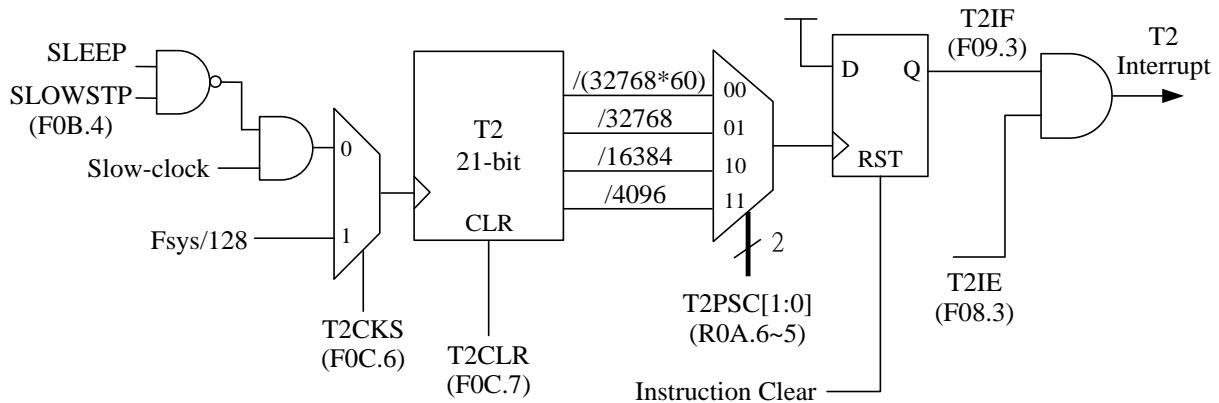 SLEEP
SLOWSTP
(F0B.4)
Slow-clock
Fsys/128
0
1
T2CKS
(F0C.6)
T2
21-bit
CLR
T2CLR
(F0C.7)
/(32768*60)
/32768
/16384
/4096
00
01
10
11
2
T2PSC[1:0]
(R0A.6~5)
D
Q
RST
Instruction Clear
T2IF
(F09.3)
T2IE
(F08.3)
T2
Interrupt